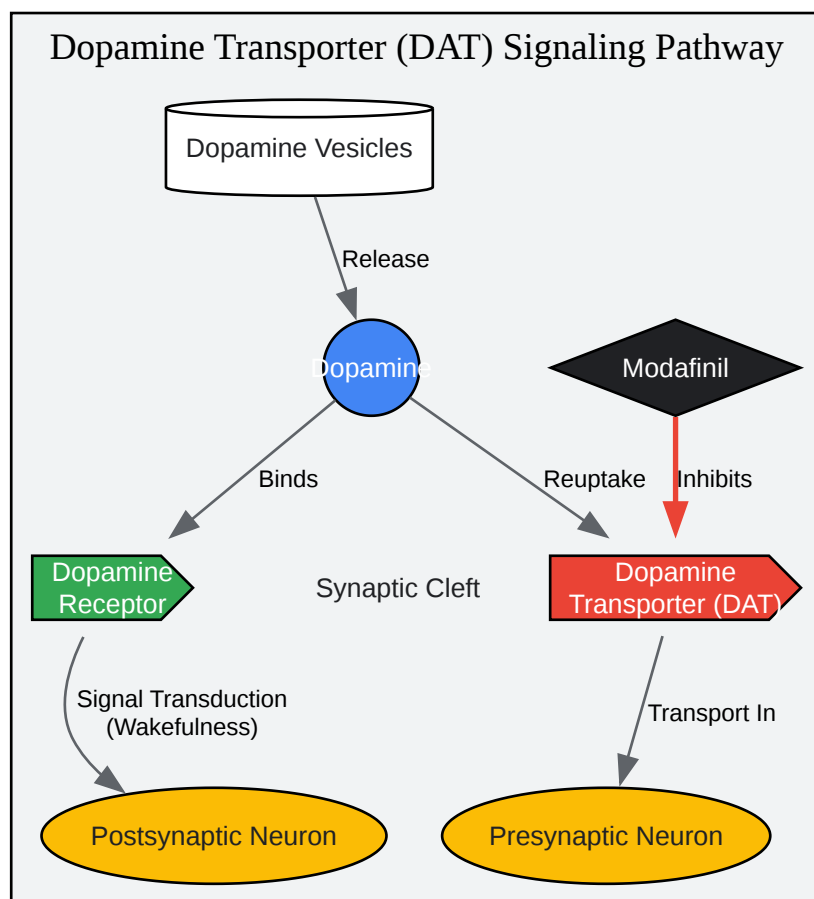 Dopamine Transporter (DAT) Signaling Pathway
Dopamine Vesicles
Release
Dopamine
Modafinil
Binds
Reuptake
Inhibits
Dopamine
Receptor
Synaptic Cleft
Dopamine
Transporter (DAT)
Signal Transduction
(Wakefulness)
Transport In
Postsynaptic Neuron
Presynaptic Neuron